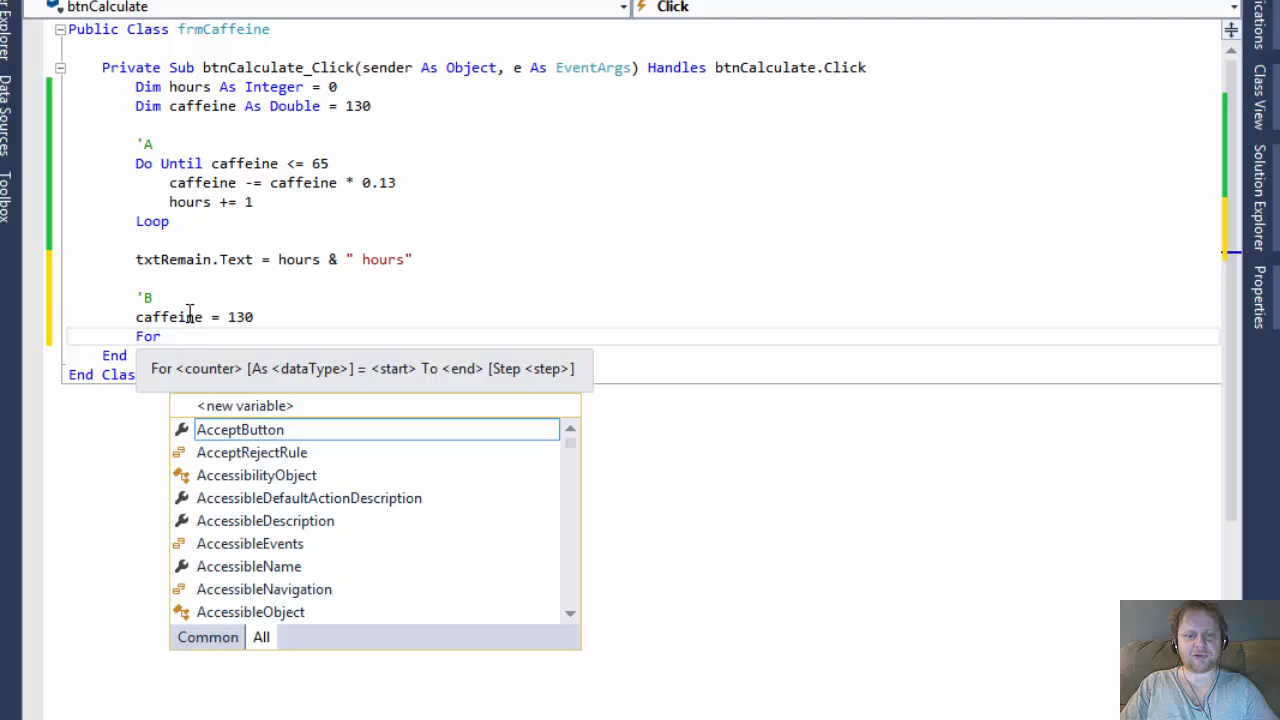 btnCalculate
Click
Public Class frmCaffeine
Private Sub btnCalculate_Click(sender As Object, e As EventArgs) Handles btnCalculate.Click
Dim hours As Integer = 0
Dim caffeine As Double = 130
'A
Do Until caffeine <= 65
caffeine -= caffeine * 0.13
hours += 1
Loop
txtRemain.Text = hours & " hours"
'B
caffeine = 130
For
End
End Clas
For <counter> [As <dataType>] = <start> To <end> [Step <step>]
<new variable>
AcceptButton
AcceptRejectRule
AccessibilityObject
AccessibleDefaultActionDescription
AccessibleDescription
AccessibleEvents
AccessibleName
AccessibleNavigation
AccessibleObject
Common
All
Explorer
Data Sources
Toolbox
Class View
Solution Explorer
Properties